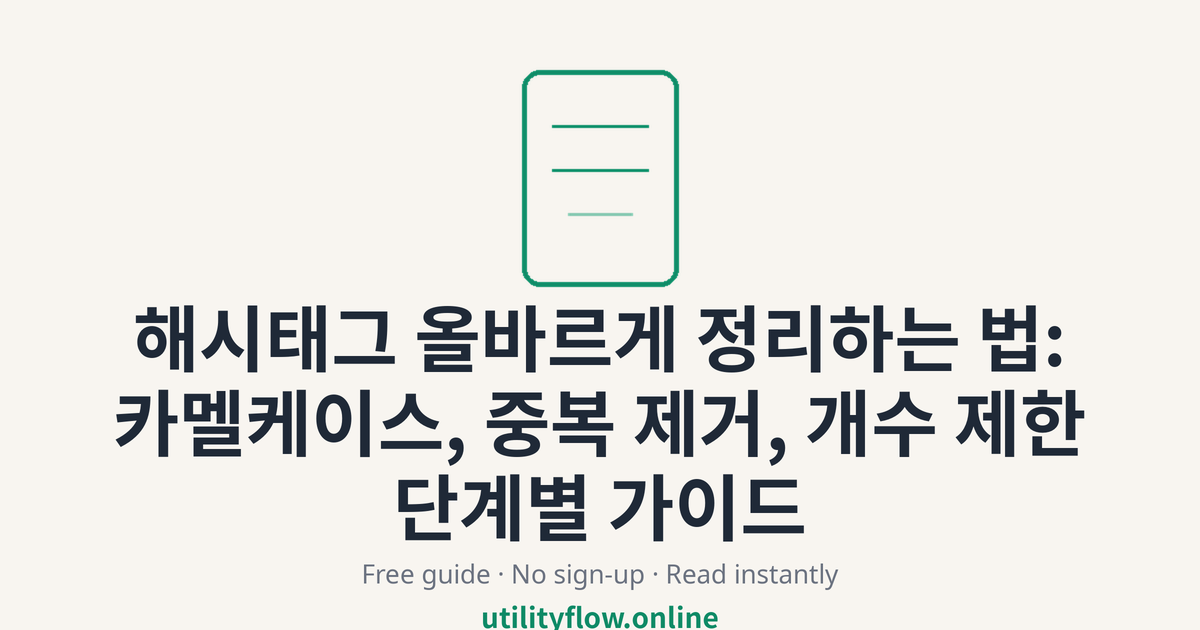 해시태그 올바르게 정리하는 법:
카멜케이스, 중복 제거, 개수 제한
단계별 가이드
Free guide · No sign-up · Read instantly
utilityflow.online